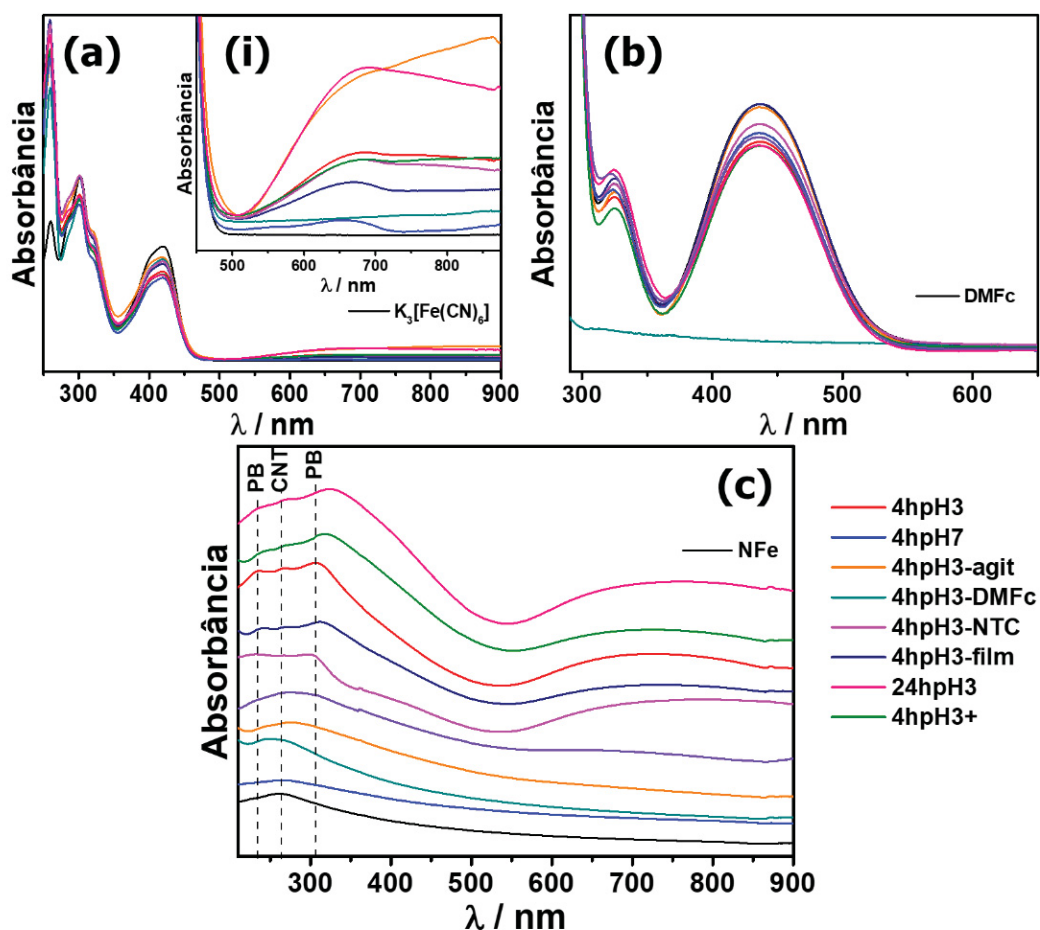 (a)
(i)
Absorbância
Absorbância
500 600 700 800
λ / nm
K₃[Fe(CN)₆]
300 400 500 600 700 800 900
λ / nm
(b)
Absorbância
DMFc
300 400 500 600
λ / nm
(c)
PB
CNT
PB
Absorbância
NFe
300 400 500 600 700 800 900
λ / nm
4hpH3
4hpH7
4hpH3-agit
4hpH3-DMFc
4hpH3-NTC
4hpH3-film
24hpH3
4hpH3+